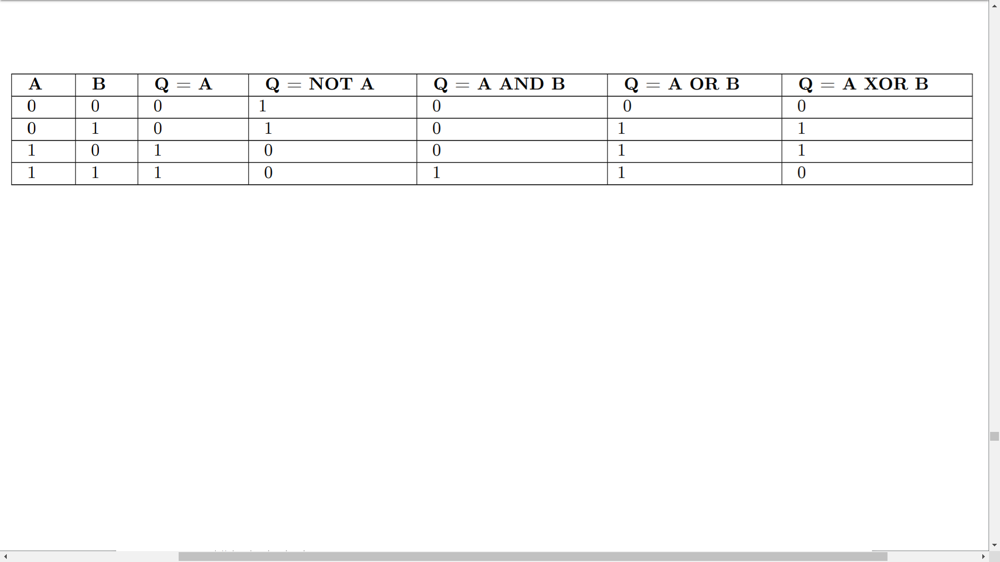 A B Q = A Q = NOT A Q = A AND B Q = A OR B Q = A XOR B
0 0 0 1 0 0 0
0 1 0 1 0 1 1
1 0 1 0 0 1 1
1 1 1 0 1 1 0